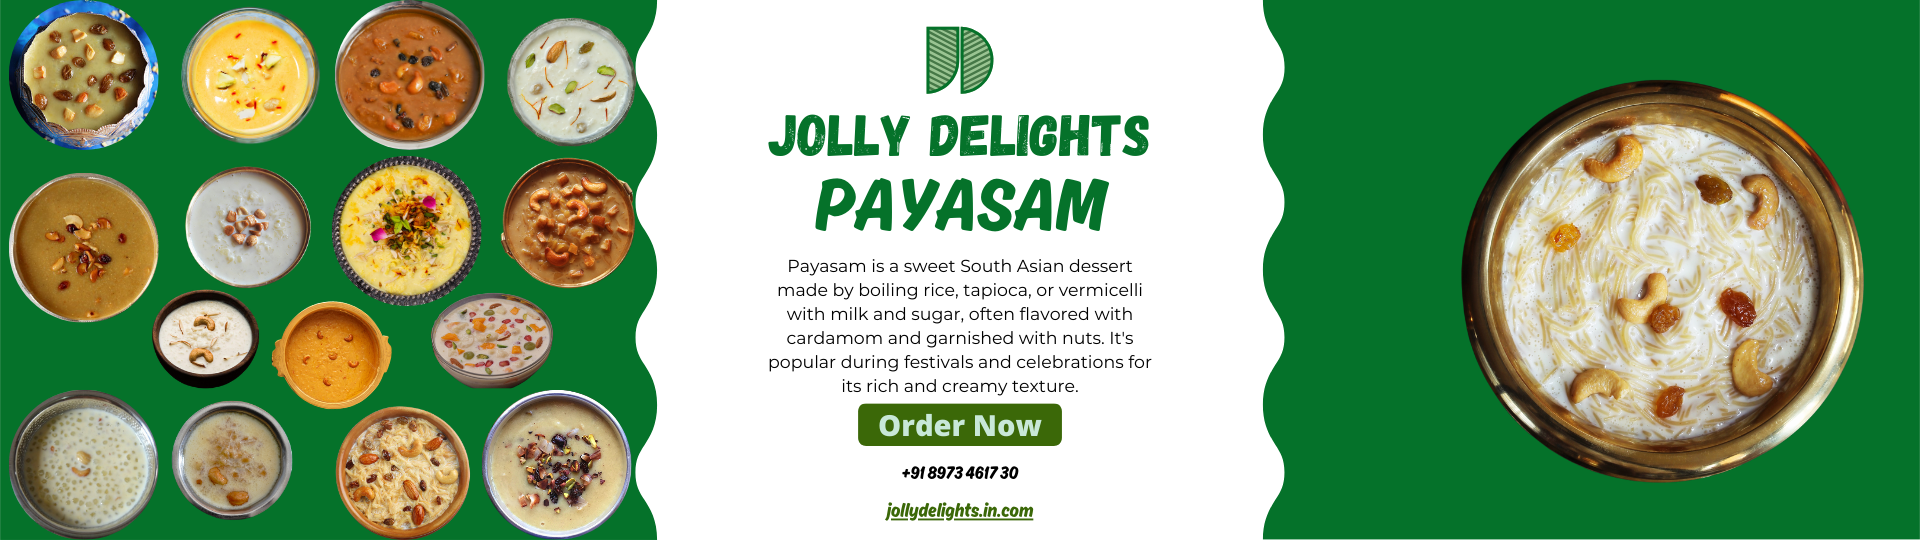 JOLLY DELIGHTS
PAYASAM
Payasam is a sweet South Asian dessert
made by boiling rice, tapioca, or vermicelli
with milk and sugar, often flavored with
cardamom and garnished with nuts. It's
popular during festivals and celebrations for
its rich and creamy texture.
Order Now
+91 8973 4617 30
jollydelights.in.com